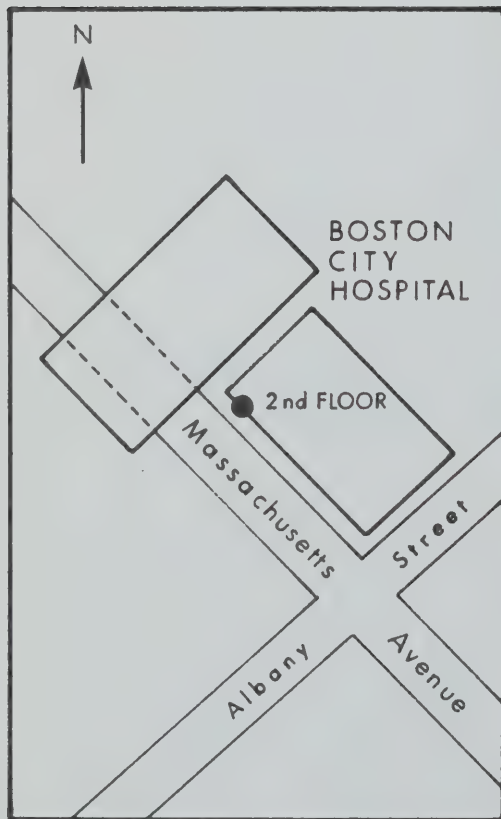 N
BOSTON
CITY
HOSPITAL
2nd FLOOR
Massachusetts
Avenue
Albany
Street